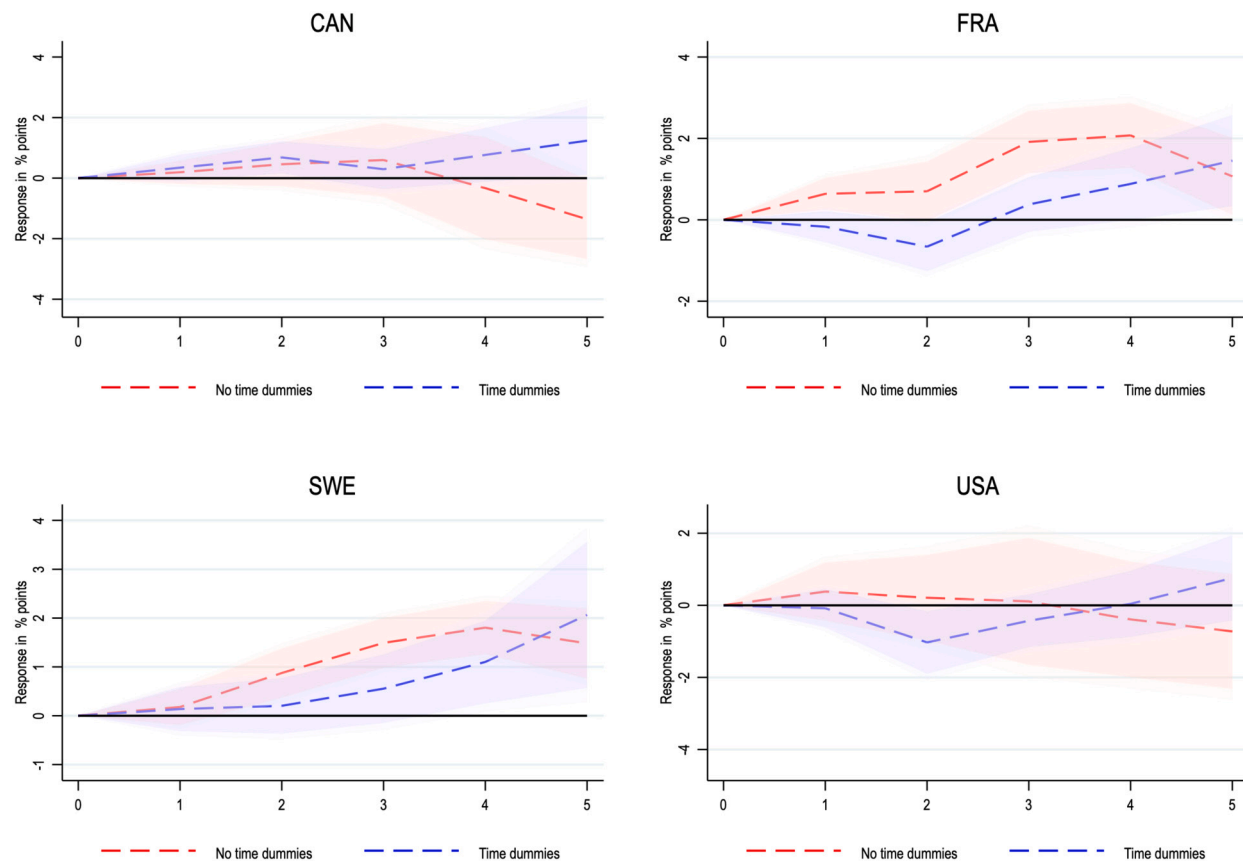 CAN
Response in % points
4
2
0
-2
-4
0 1 2 3 4 5
No time dummies Time dummies
FRA
Response in % points
4
2
0
-2
0 1 2 3 4 5
No time dummies Time dummies
SWE
Response in % points
4
3
2
1
0
-1
0 1 2 3 4 5
No time dummies Time dummies
USA
Response in % points
2
0
-2
-4
0 1 2 3 4 5
No time dummies Time dummies